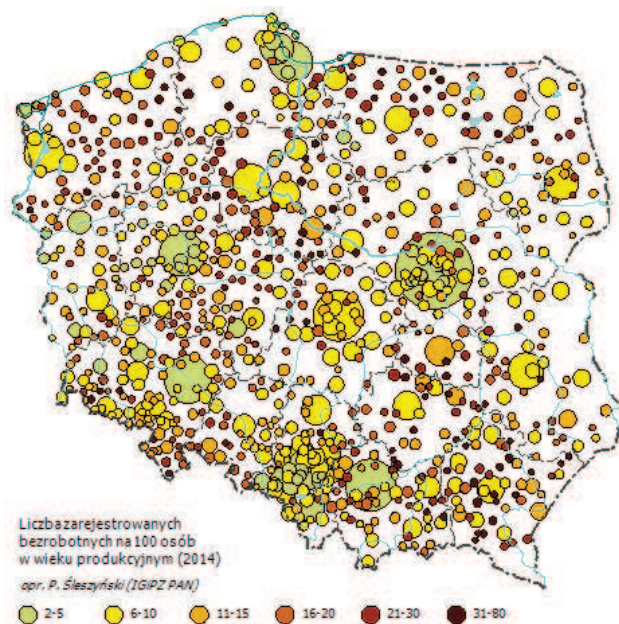 Liczba zarejestrowanych
bezrobotnych na 100 osób
w wieku produkcyjnym (2014)
opr. P. Śleszyński (IGiPZ PAN)
2-5 6-10 11-15 16-20 21-30 31-80